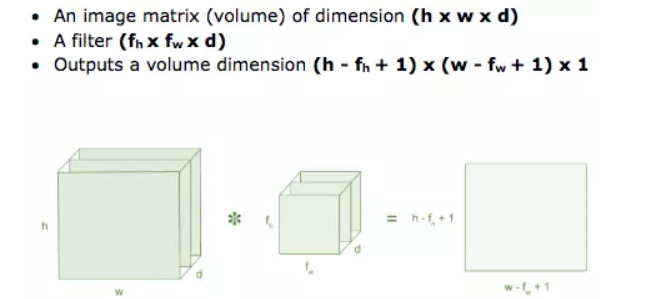 • An image matrix (volume) of dimension (h x w x d)
• A filter (fh x fw x d)
• Outputs a volume dimension (h - fh + 1) x (w - fw + 1) x 1
h
w
d
*
fh
fw
d
= h - fh + 1
w - fw + 1